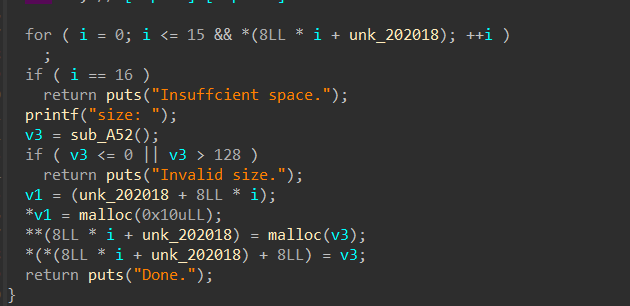 for ( i = 0; i <= 15 && *(8LL * i + unk_202018); ++i )
;
if ( i == 16 )
return puts("Insuffcient space.");
printf("size: ");
v3 = sub_A52();
if ( v3 <= 0 || v3 > 128 )
return puts("Invalid size.");
v1 = (unk_202018 + 8LL * i);
*v1 = malloc(0x10uLL);
**(8LL * i + unk_202018) = malloc(v3);
*(*(8LL * i + unk_202018) + 8LL) = v3;
return puts("Done.");
}